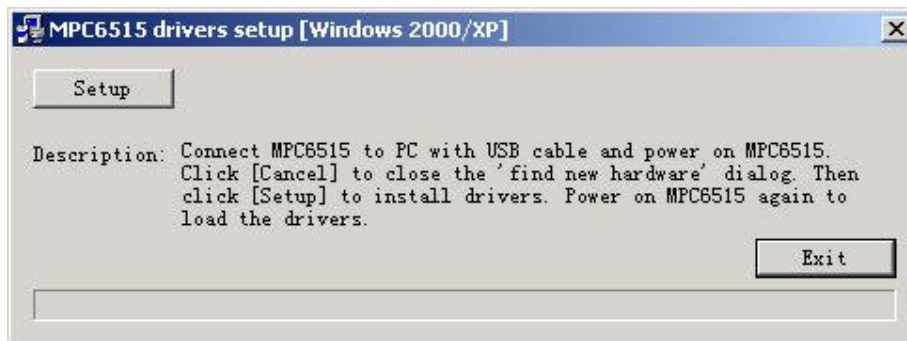 MPC6515 drivers setup [Windows 2000/XP]
Setup
Description: Connect MPC6515 to PC with USB cable and power on MPC6515.
Click [Cancel] to close the 'find new hardware' dialog. Then
click [Setup] to install drivers. Power on MPC6515 again to
load the drivers.
Exit